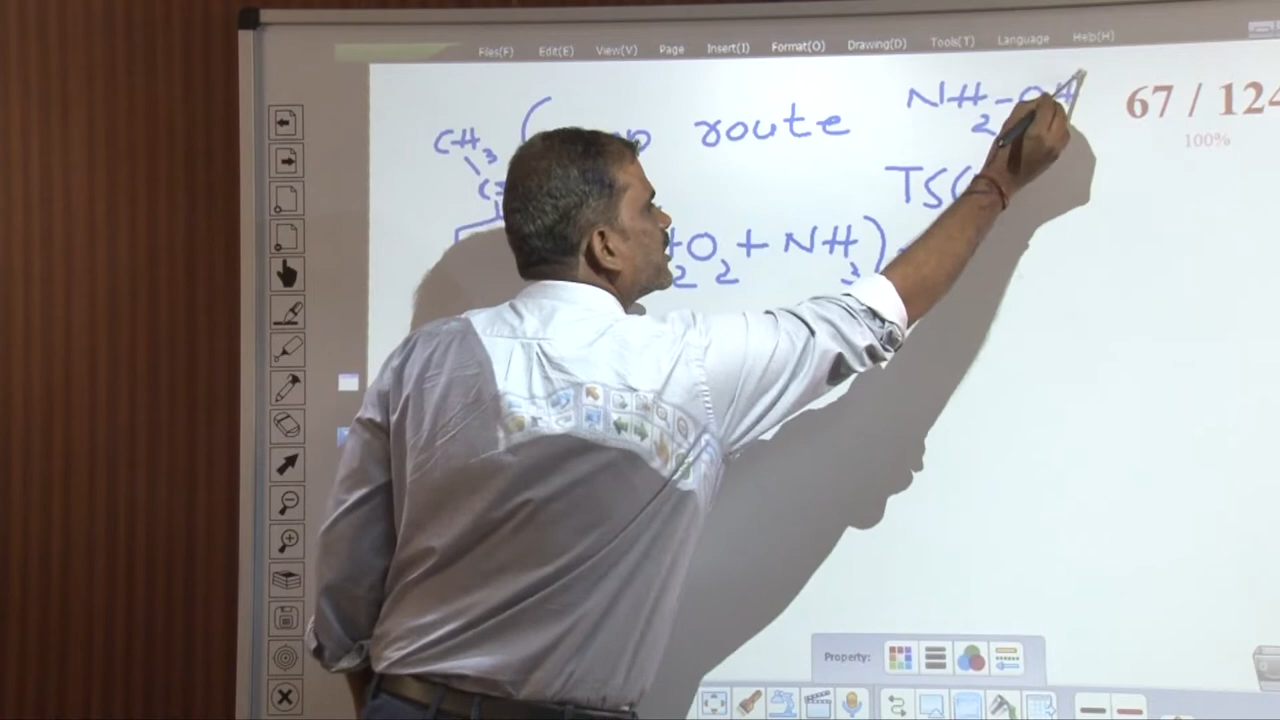 Files(F) Edit(E) View(V) Page Insert(I) Format(O) Drawing(D) Tools(T) Language Help(H)
NH2-OH
67 / 124
100%
CH3
route
TS
O2 + NH3)
Property: